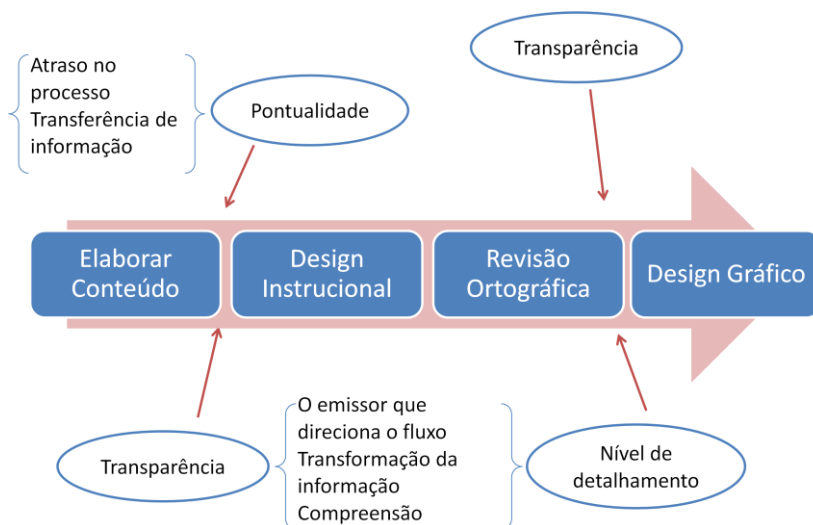 Transparência
Atraso no
processo
Transferência de
informação
Pontualidade
Elaborar
Conteúdo
Design
Instrucional
Revisão
Ortográfica
Design Gráfico
Transparência
O emissor que
direciona o fluxo
Transformação da
informação
Compreensão
Nível de
detalhamento